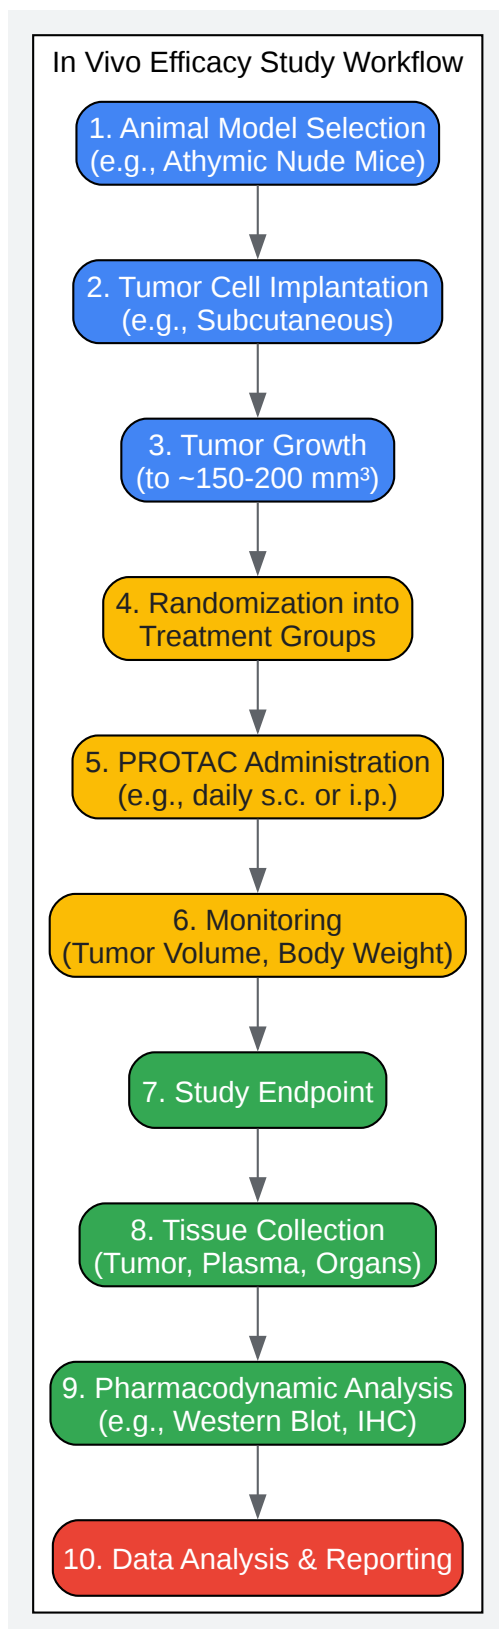 In Vivo Efficacy Study Workflow
1. Animal Model Selection
(e.g., Athymic Nude Mice)
2. Tumor Cell Implantation
(e.g., Subcutaneous)
3. Tumor Growth
(to ~150-200 mm³)
4. Randomization into
Treatment Groups
5. PROTAC Administration
(e.g., daily s.c. or i.p.)
6. Monitoring
(Tumor Volume, Body Weight)
7. Study Endpoint
8. Tissue Collection
(Tumor, Plasma, Organs)
9. Pharmacodynamic Analysis
(e.g., Western Blot, IHC)
10. Data Analysis & Reporting